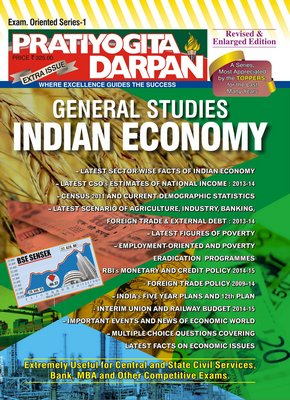 Exam. Oriented Series-1
Revised &
Enlarged Edition
PRATIYOGITA
DARPAN
PRICE ₹ 325.00
EXTRA ISSUE
WHERE EXCELLENCE GUIDES THE SUCCESS
A Series,
Most Appreciated
by the 'TOPPERS'
for the Past
Many Years
GENERAL STUDIES
INDIAN ECONOMY
- LATEST SECTOR-WISE FACTS OF INDIAN ECONOMY
- LATEST CSO's ESTIMATES OF NATIONAL INCOME : 2013-14
- CENSUS 2011 AND CURRENT DEMOGRAPHIC STATISTICS
- LATEST SCENARIO OF AGRICULTURE, INDUSTRY, BANKING,
FOREIGN TRADE & EXTERNAL DEBT : 2013-14
- LATEST FIGURES OF POVERTY
- EMPLOYMENT-ORIENTED AND POVERTY
ERADICATION PROGRAMMES
RBI's MONETARY AND CREDIT POLICY 2014-15
FOREIGN TRADE POLICY 2009-14
- INDIA's FIVE YEAR PLANS AND 12th PLAN
- INTERIM UNION AND RAILWAY BUDGET 2014-15
- IMPORTANT EVENTS AND NEWS OF ECONOMIC WORLD
- MULTIPLE CHOICE QUESTIONS COVERING
LATEST FACTS ON ECONOMIC ISSUES
BSE SENSEX
Extremely Useful for Central and State Civil Services,
Bank, MBA and Other Competitive Exams.